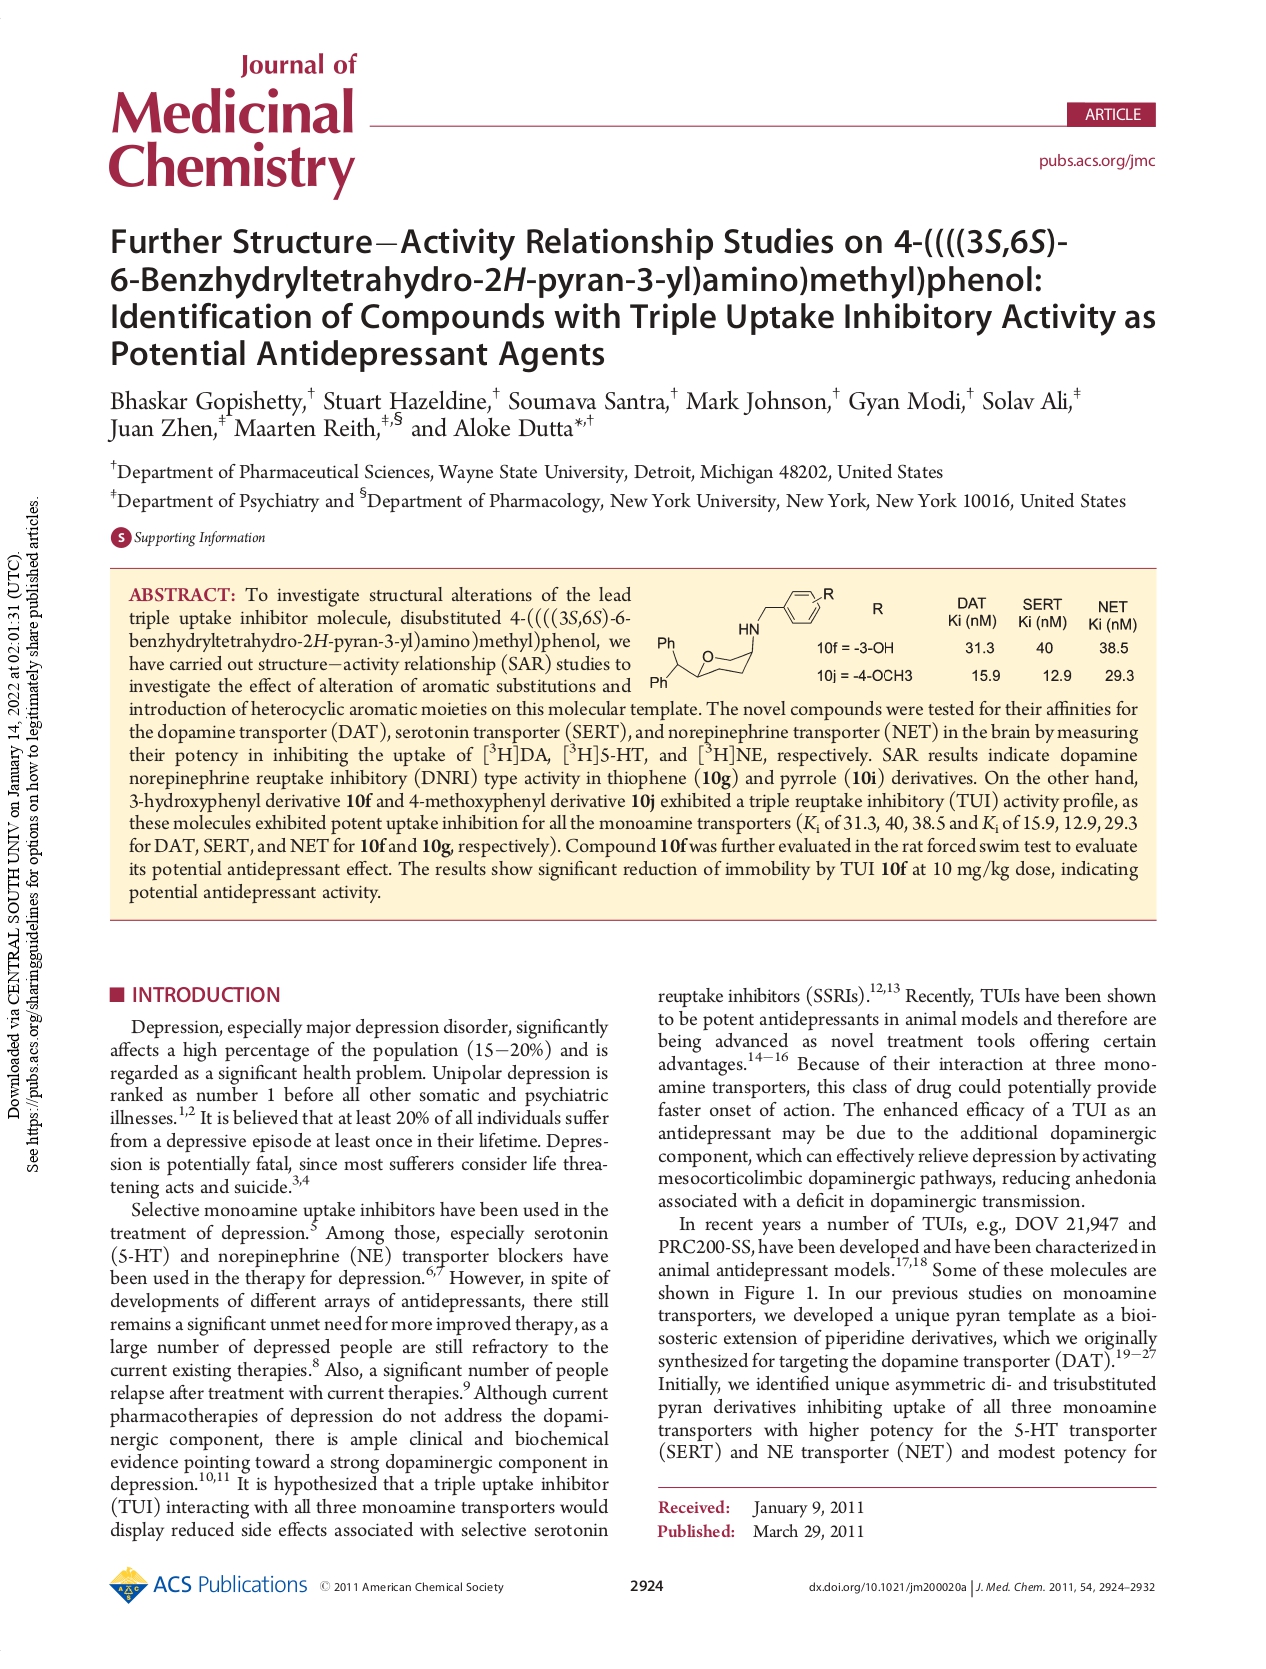 Journal of
Medicinal
Chemistry
ARTICLE
pubs.acs.org/jmc
Further Structure−Activity Relationship Studies on 4-((((3S,6S)-
6-Benzhydryltetrahydro-2H-pyran-3-yl)amino)methyl)phenol:
Identification of Compounds with Triple Uptake Inhibitory Activity as
Potential Antidepressant Agents
Bhaskar Gopishetty,† Stuart Hazeldine,† Soumava Santra,† Mark Johnson,† Gyan Modi,† Solav Ali,‡
Juan Zhen,‡ Maarten Reith,‡,§ and Aloke Dutta*,†
†Department of Pharmaceutical Sciences, Wayne State University, Detroit, Michigan 48202, United States
‡Department of Psychiatry and §Department of Pharmacology, New York University, New York, New York 10016, United States
S Supporting Information
ABSTRACT: To investigate structural alterations of the lead
triple uptake inhibitor molecule, disubstituted 4-((((3S,6S)-6-
benzhydryltetrahydro-2H-pyran-3-yl)amino)methyl)phenol, we
have carried out structure−activity relationship (SAR) studies to
investigate the effect of alteration of aromatic substitutions and
R
HN
Ph
O
Ph
R DAT Ki (nM) SERT Ki (nM) NET Ki (nM)
10f = -3-OH 31.3 40 38.5
10j = -4-OCH3 15.9 12.9 29.3
introduction of heterocyclic aromatic moieties on this molecular template. The novel compounds were tested for their affinities for
the dopamine transporter (DAT), serotonin transporter (SERT), and norepinephrine transporter (NET) in the brain by measuring
their potency in inhibiting the uptake of [3H]DA, [3H]5-HT, and [3H]NE, respectively. SAR results indicate dopamine
norepinephrine reuptake inhibitory (DNRI) type activity in thiophene (10g) and pyrrole (10i) derivatives. On the other hand,
3-hydroxyphenyl derivative 10f and 4-methoxyphenyl derivative 10j exhibited a triple reuptake inhibitory (TUI) activity profile, as
these molecules exhibited potent uptake inhibition for all the monoamine transporters (Ki of 31.3, 40, 38.5 and Ki of 15.9, 12.9, 29.3
for DAT, SERT, and NET for 10f and 10g, respectively). Compound 10f was further evaluated in the rat forced swim test to evaluate
its potential antidepressant effect. The results show significant reduction of immobility by TUI 10f at 10 mg/kg dose, indicating
potential antidepressant activity.
■ INTRODUCTION
Depression, especially major depression disorder, significantly
affects a high percentage of the population (15−20%) and is
regarded as a significant health problem. Unipolar depression is
ranked as number 1 before all other somatic and psychiatric
illnesses.1,2 It is believed that at least 20% of all individuals suffer
from a depressive episode at least once in their lifetime. Depres-
sion is potentially fatal, since most sufferers consider life threa-
tening acts and suicide.3,4
Selective monoamine uptake inhibitors have been used in the
treatment of depression.5 Among those, especially serotonin
(5-HT) and norepinephrine (NE) transporter blockers have
been used in the therapy for depression.6,7 However, in spite of
developments of different arrays of antidepressants, there still
remains a significant unmet need for more improved therapy, as a
large number of depressed people are still refractory to the
current existing therapies.8 Also, a significant number of people
relapse after treatment with current therapies.9 Although current
pharmacotherapies of depression do not address the dopami-
nergic component, there is ample clinical and biochemical
evidence pointing toward a strong dopaminergic component in
depression.10,11 It is hypothesized that a triple uptake inhibitor
(TUI) interacting with all three monoamine transporters would
display reduced side effects associated with selective serotonin
reuptake inhibitors (SSRIs).12,13 Recently, TUIs have been shown
to be potent antidepressants in animal models and therefore are
being advanced as novel treatment tools offering certain
advantages.14−16 Because of their interaction at three mono-
amine transporters, this class of drug could potentially provide
faster onset of action. The enhanced efficacy of a TUI as an
antidepressant may be due to the additional dopaminergic
component, which can effectively relieve depression by activating
mesocorticolimbic dopaminergic pathways, reducing anhedonia
associated with a deficit in dopaminergic transmission.
In recent years a number of TUIs, e.g., DOV 21,947 and
PRC200-SS, have been developed and have been characterized in
animal antidepressant models.17,18 Some of these molecules are
shown in Figure 1. In our previous studies on monoamine
transporters, we developed a unique pyran template as a bioi-
sosteric extension of piperidine derivatives, which we originally
synthesized for targeting the dopamine transporter (DAT).19−27
Initially, we identified unique asymmetric di- and trisubstituted
pyran derivatives inhibiting uptake of all three monoamine
transporters with higher potency for the 5-HT transporter
(SERT) and NE transporter (NET) and modest potency for
Received: January 9, 2011
Published: March 29, 2011
ACS Publications © 2011 American Chemical Society
2924
dx.doi.org/10.1021/jm200020a | J. Med. Chem. 2011, 54, 2924–2932
Downloaded via CENTRAL SOUTH UNIV on January 14, 2022 at 02:01:31 (UTC).
See https://pubs.acs.org/sharingguidelines for options on how to legitimately share published articles.